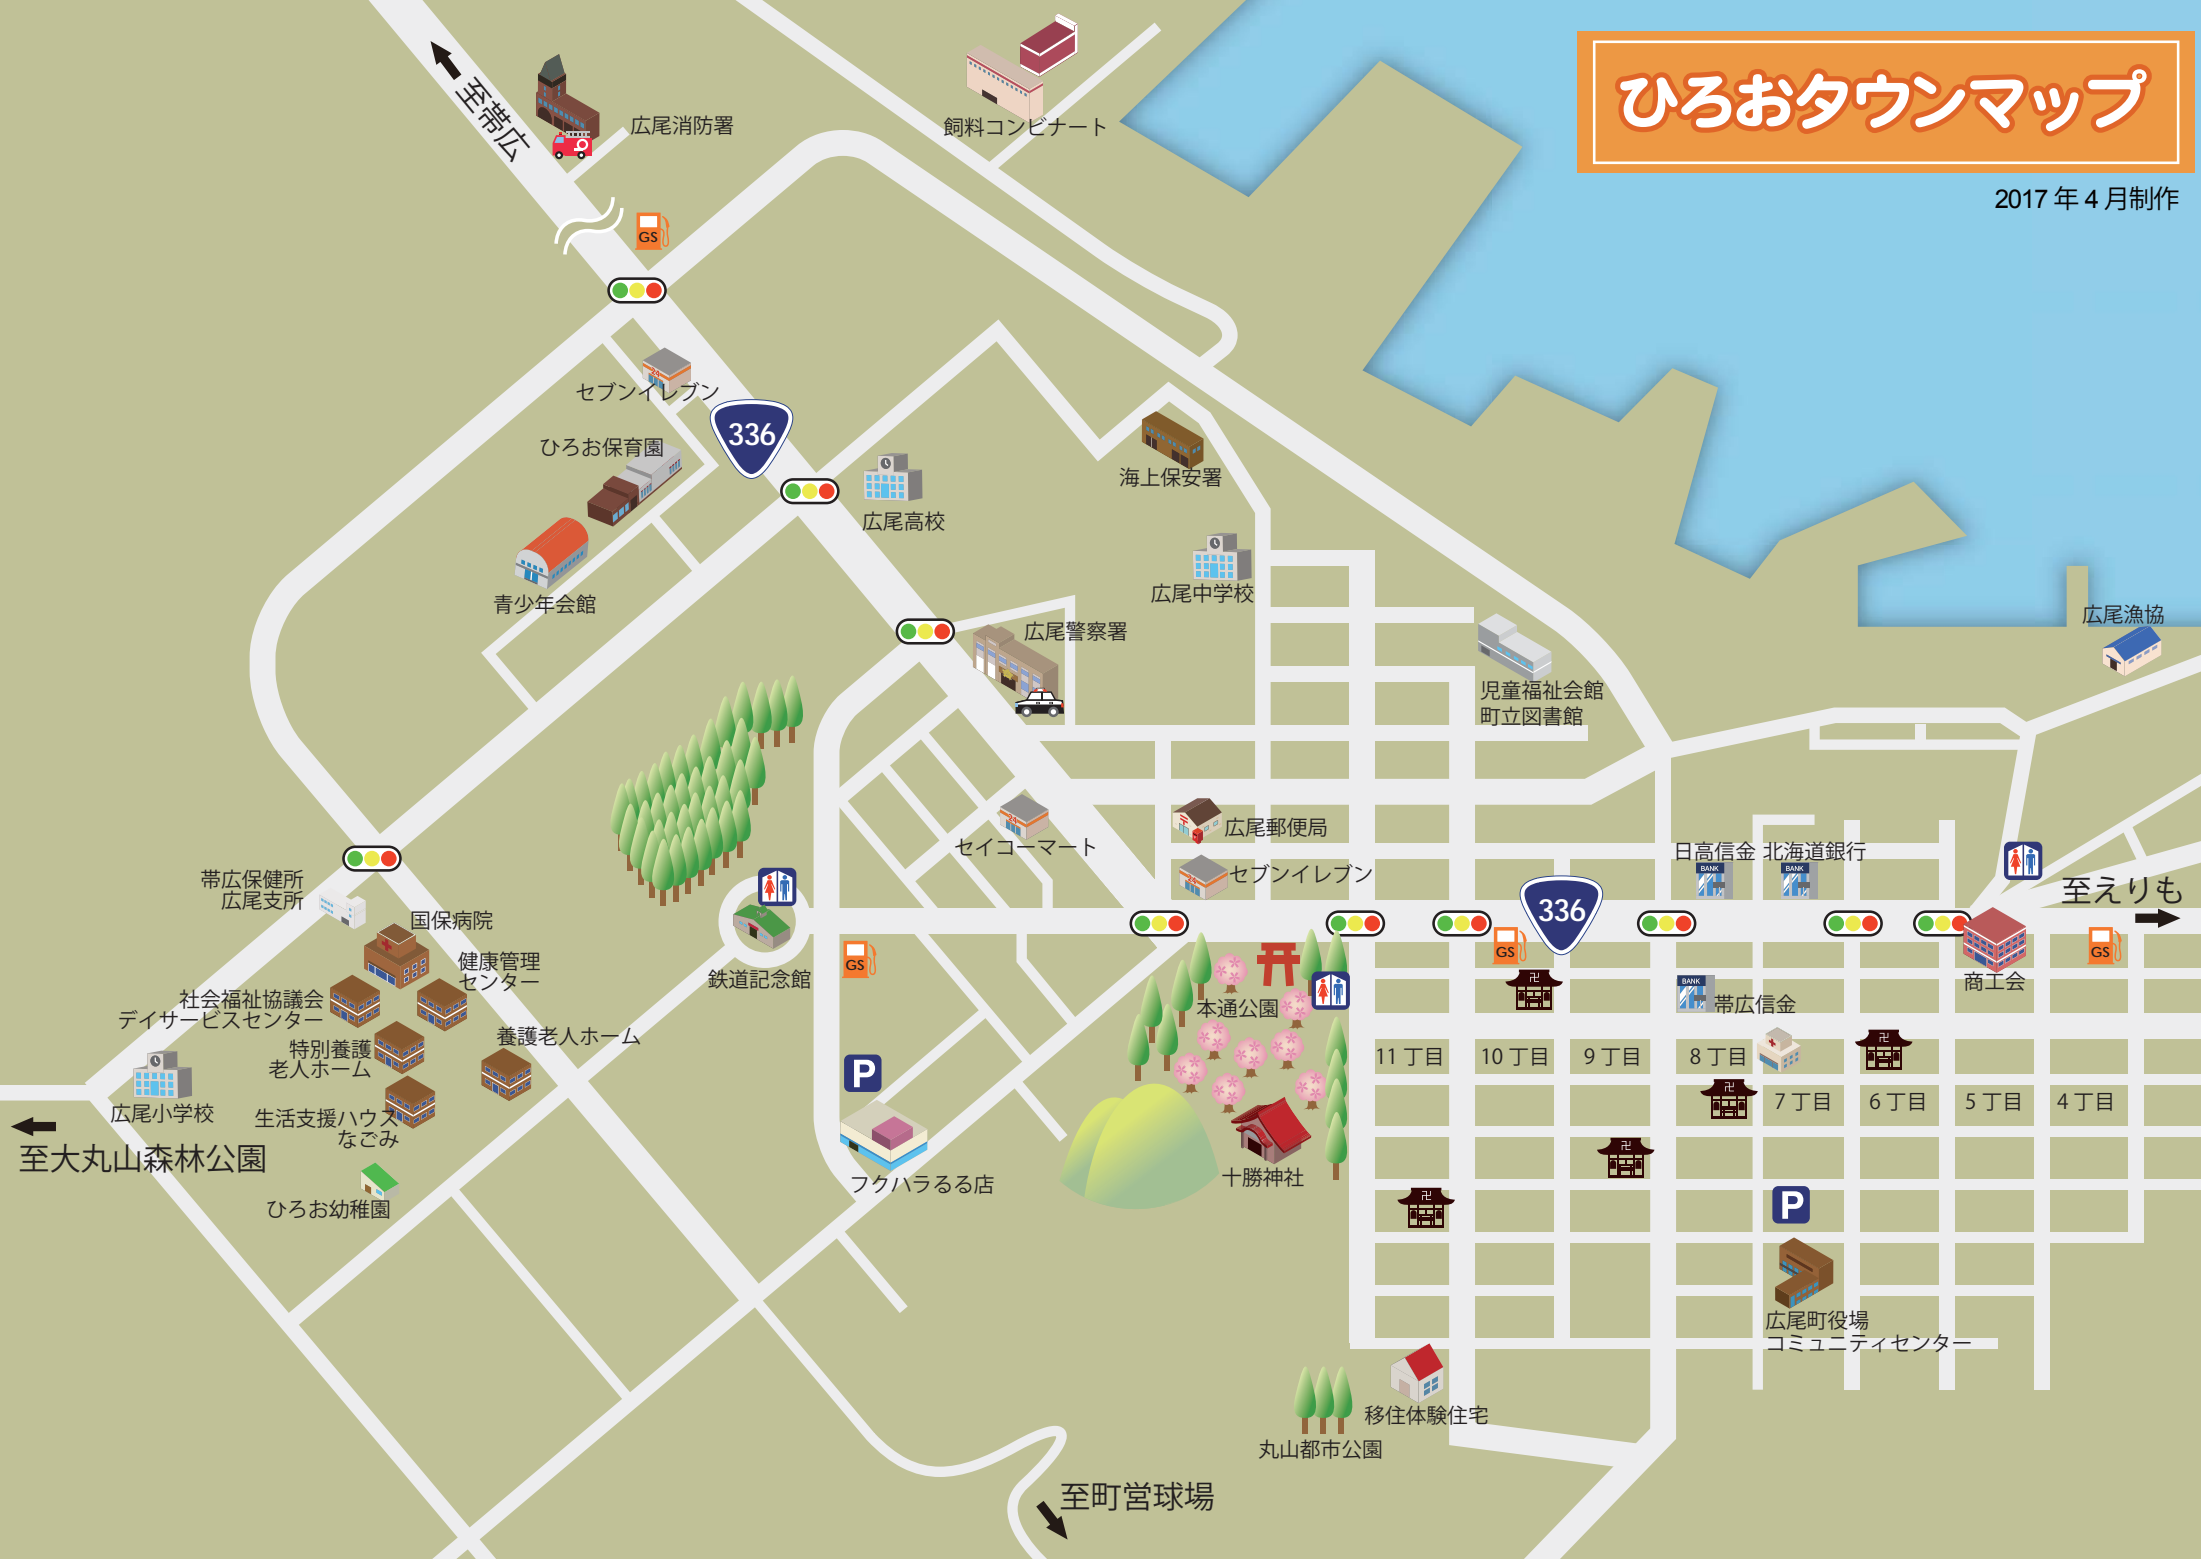 ひろおタウンマップ
2017年4月制作
至帯広
広尾消防署
飼料コンビナート
GS
セブンイレブン
336
ひろお保育園
広尾高校
海上保安署
青少年会館
広尾中学校
広尾漁協
広尾警察署
児童福祉会館
町立図書館
セイコーマート
広尾郵便局
セブンイレブン
日高信金
北海道銀行
BANK
BANK
帯広保健所
広尾支所
至えりも
国保病院
336
GS
GS
GS
健康管理
センター
鉄道記念館
商工会
社会福祉協議会
デイサービスセンター
本通公園
BANK
帯広信金
養護老人ホーム
特別養護
老人ホーム
11丁目
10丁目
9丁目
8丁目
P
7丁目
6丁目
5丁目
4丁目
広尾小学校
生活支援ハウス
なごみ
至大丸山森林公園
フクハラるる店
十勝神社
ひろお幼稚園
P
広尾町役場
コミュニティセンター
移住体験住宅
丸山都市公園
至町営球場